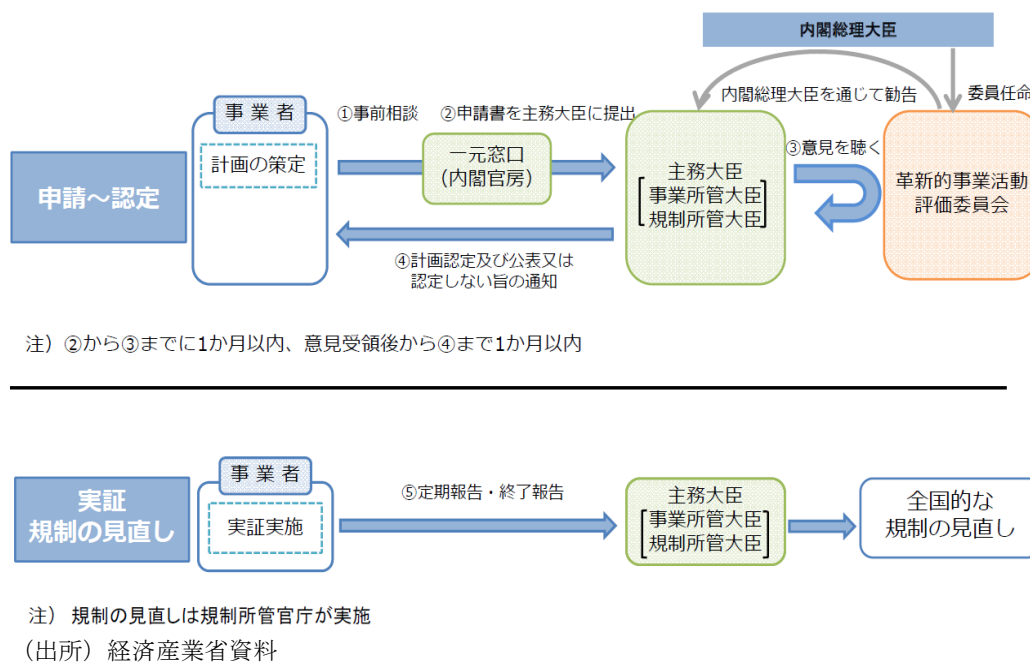 内閣総理大臣
事 業 者
①事前相談
②申請書を主務大臣に提出
内閣総理大臣を通じて勧告
委員任命
申請～認定
計画の策定
一元窓口
(内閣官房)
主務大臣
事業所管大臣
規制所管大臣
③意見を聴く
革新的事業活動
評価委員会
④計画認定及び公表又は
認定しない旨の通知
注）②から③までに1か月以内、意見受領後から④まで1か月以内
実証
規制の見直し
事 業 者
実証実施
⑤定期報告・終了報告
主務大臣
事業所管大臣
規制所管大臣
全国的な
規制の見直し
注） 規制の見直しは規制所管官庁が実施
（出所）経済産業省資料